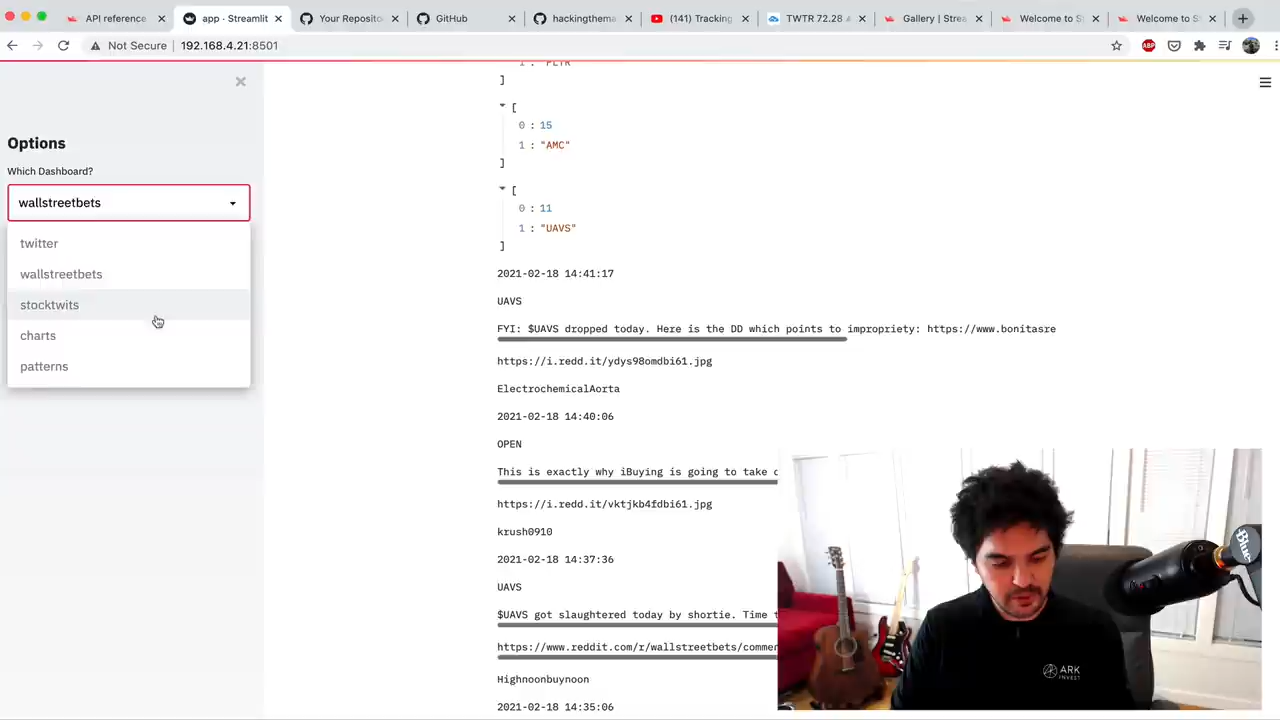 API reference
app · Streamlit
Your Reposito
GitHub
hackingthema
(141) Tracking
TWTR 72.28
Gallery | Strea
Welcome to S
Welcome to S
Not Secure
192.168.4.21:8501
ABP
Options
Which Dashboard?
wallstreetbets
twitter
wallstreetbets
stocktwits
charts
patterns
1 : "PLTR"
]
[
0 : 15
1 : "AMC"
]
[
0 : 11
1 : "UAVS"
]
2021-02-18 14:41:17
UAVS
FYI: $UAVS dropped today. Here is the DD which points to impropriety: https://www.bonitasre
https://i.redd.it/ydys98omdbi61.jpg
ElectrochemicalAorta
2021-02-18 14:40:06
OPEN
This is exactly why iBuying is going to take
https://i.redd.it/vktjkb4fdbi61.jpg
krush0910
2021-02-18 14:37:36
UAVS
$UAVS got slaughtered today by shortie. Time
https://www.reddit.com/r/wallstreetbets/commen
Highnoonbuynoon
2021-02-18 14:35:06
Blue
ARK
INVEST